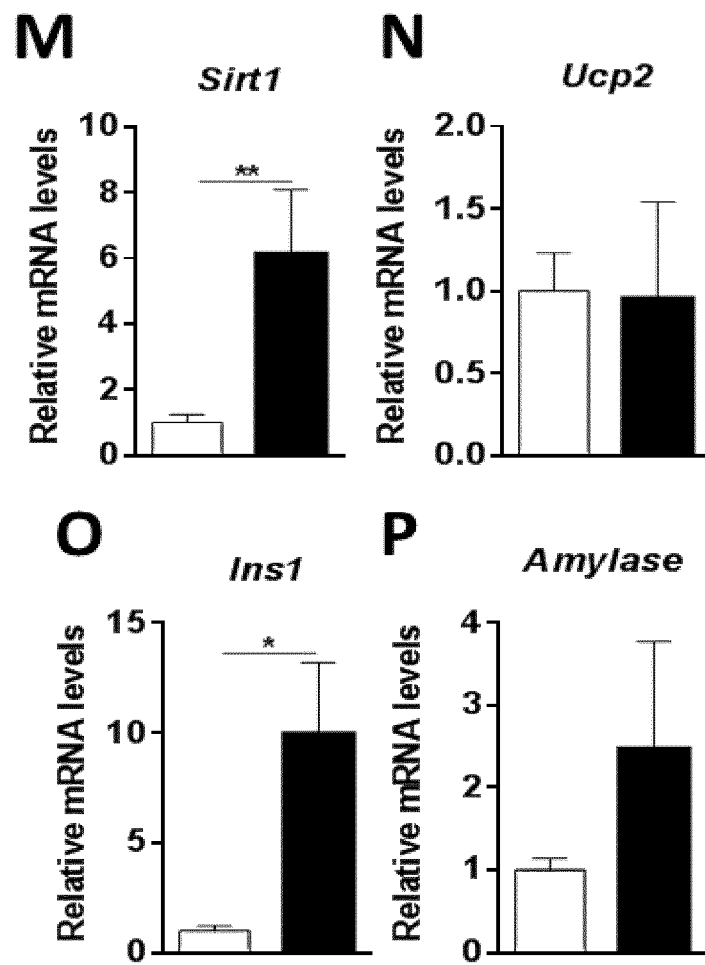 M
Sirt1
Relative mRNA levels
10
8
6
4
2
0
**
N
Ucp2
Relative mRNA levels
2.0
1.5
1.0
0.5
0.0
O
Ins1
Relative mRNA levels
15
10
5
0
*
P
Amylase
Relative mRNA levels
4
3
2
1
0